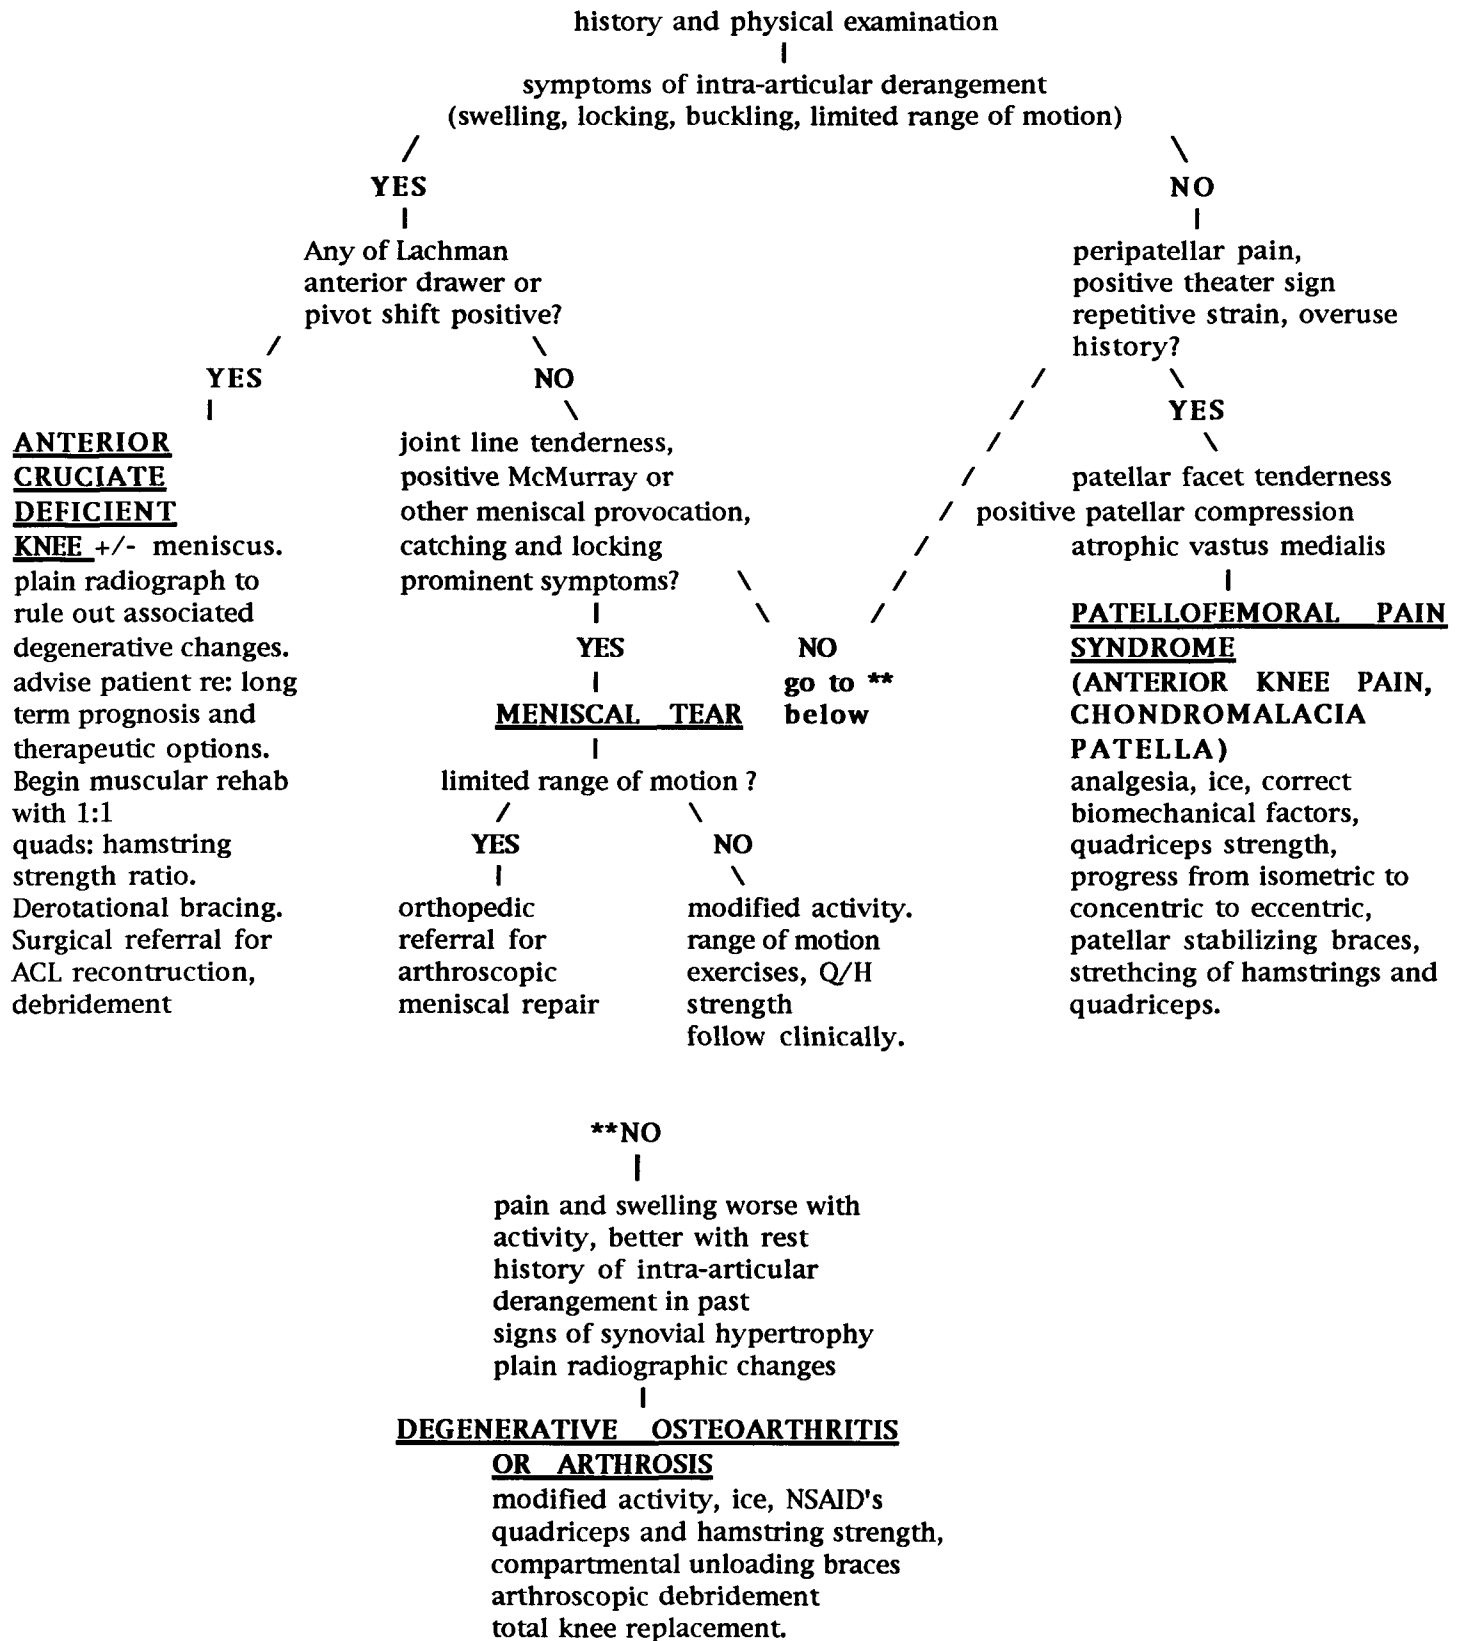 history and physical examination
symptoms of intra-articular derangement
(swelling, locking, buckling, limited range of motion)
YES
Any of Lachman
anterior drawer or
pivot shift positive?
YES
ANTERIOR
CRUCIATE
DEFICIENT
KNEE +/- meniscus.
plain radiograph to
rule out associated
degenerative changes.
advise patient re: long
term prognosis and
therapeutic options.
Begin muscular rehab
with 1:1
quads: hamstring
strength ratio.
Derotational bracing.
Surgical referral for
ACL recontruction,
debridement
NO
joint line tenderness,
positive McMurray or
other meniscal provocation,
catching and locking
prominent symptoms?
YES
MENISCAL TEAR
limited range of motion ?
YES
orthopedic
referral for
arthroscopic
meniscal repair
NO
modified activity.
range of motion
exercises, Q/H
strength
follow clinically.
NO
go to **
below
NO
peripatellar pain,
positive theater sign
repetitive strain, overuse
history?
YES
patellar facet tenderness
positive patellar compression
atrophic vastus medialis
PATELLOFEMORAL PAIN
SYNDROME
(ANTERIOR KNEE PAIN,
CHONDROMALACIA
PATELLA)
analgesia, ice, correct
biomechanical factors,
quadriceps strength,
progress from isometric to
concentric to eccentric,
patellar stabilizing braces,
strethcing of hamstrings and
quadriceps.
**NO
pain and swelling worse with
activity, better with rest
history of intra-articular
derangement in past
signs of synovial hypertrophy
plain radiographic changes
DEGENERATIVE OSTEOARTHRITIS
OR ARTHROSIS
modified activity, ice, NSAID's
quadriceps and hamstring strength,
compartmental unloading braces
arthroscopic debridement
total knee replacement.